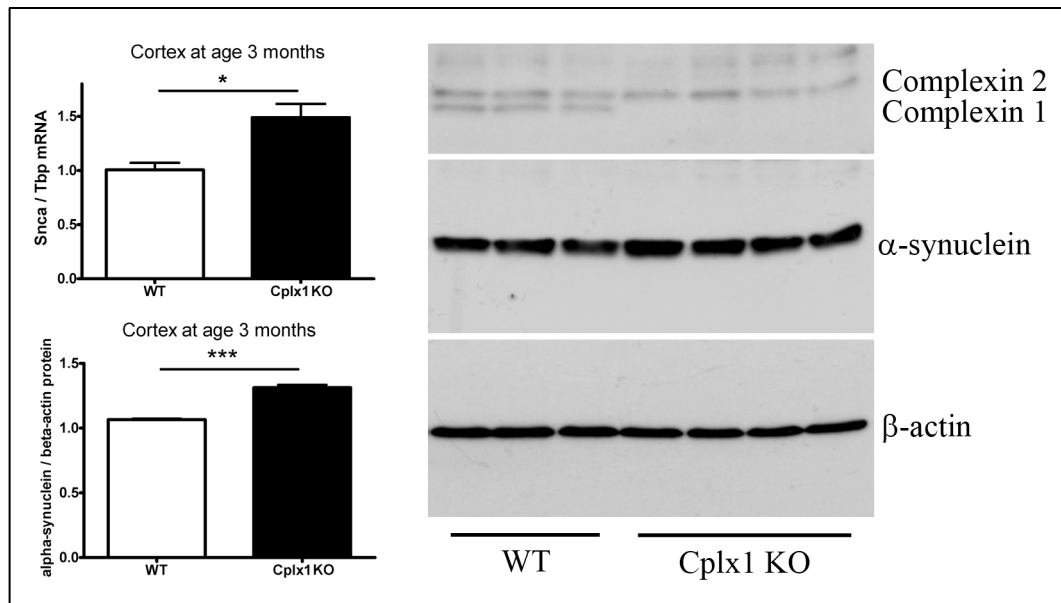 Cortex at age 3 months
*
Snca / Tbp mRNA
1.5
1.0
0.5
0.0
WT
Cplx1 KO
Cortex at age 3 months
***
alpha-synuclein / beta-actin protein
1.5
1.0
0.5
0.0
WT
Cplx1 KO
Complexin 2
Complexin 1
α-synuclein
β-actin
WT
Cplx1 KO